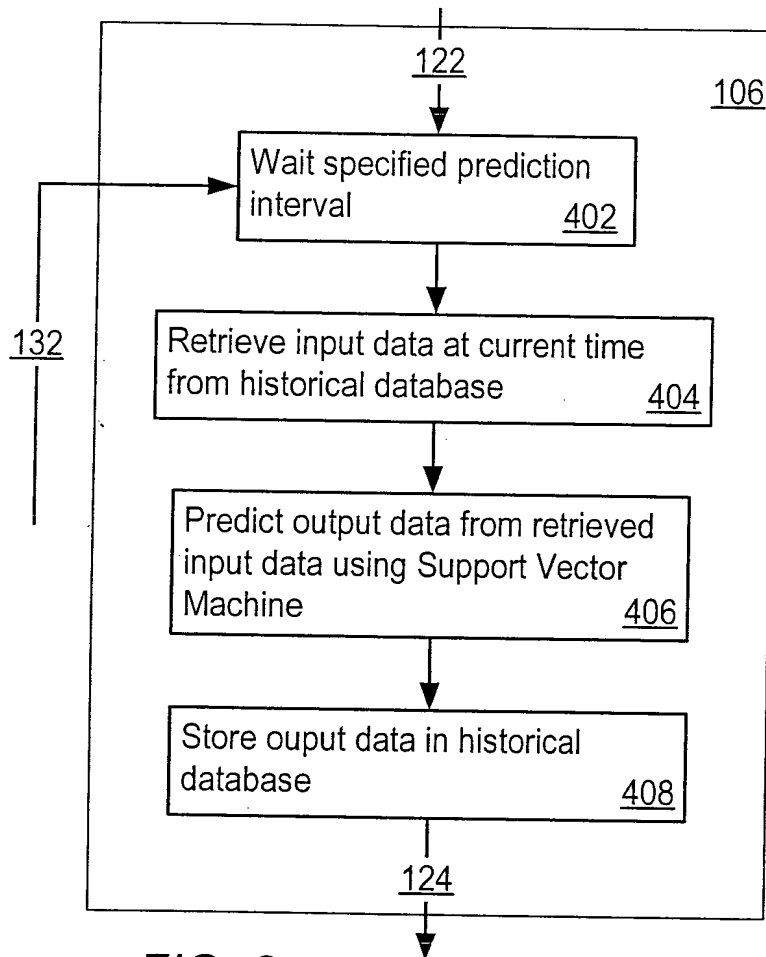 122
106
Wait specified prediction
interval
402
132
Retrieve input data at current time
from historical database
404
Predict output data from retrieved
input data using Support Vector
Machine
406
Store ouput data in historical
database
408
124